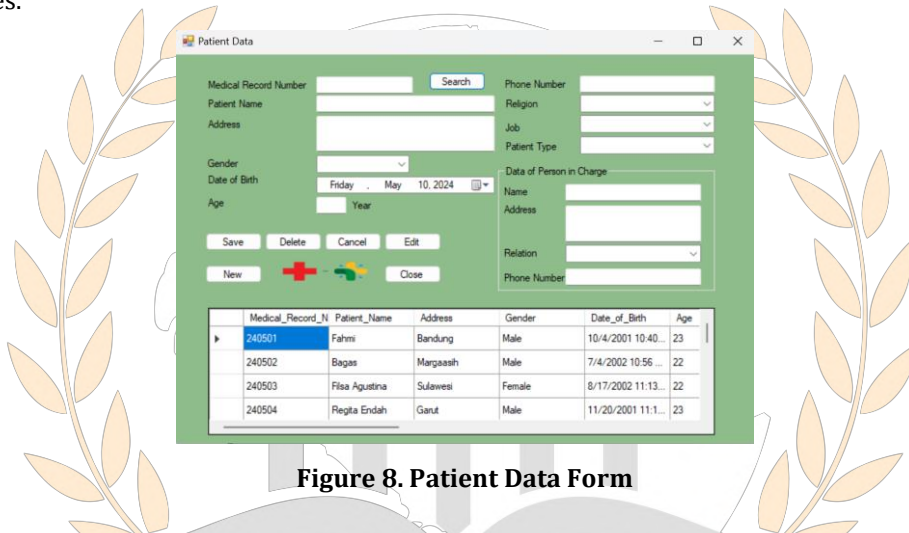 es.
Patient Data
Medical Record Number Search
Patient Name
Address
Gender
Date of Birth Friday , May 10, 2024
Age Year
Phone Number
Religion
Job
Patient Type
Data of Person in Charge
Name
Address
Relation
Phone Number
Save Delete Cancel Edit
New Close
Medical_Record_N Patient_Name Address Gender Date_of_Birth Age
240501 Fahmi Bandung Male 10/4/2001 10:40... 23
240502 Bagas Margaasih Male 7/4/2002 10:56 ... 22
240503 Filsa Agustina Sulawesi Female 8/17/2002 11:13... 22
240504 Regita Endah Garut Male 11/20/2001 11:1... 23
Figure 8. Patient Data Form